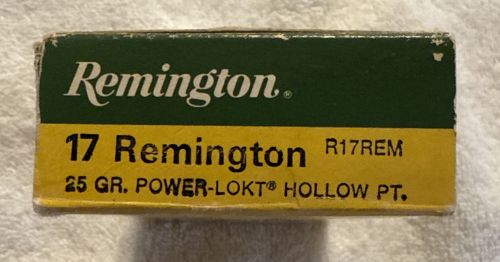 Remington®
17 Remington R17REM
25 GR. POWER-LOKT® HOLLOW PT.